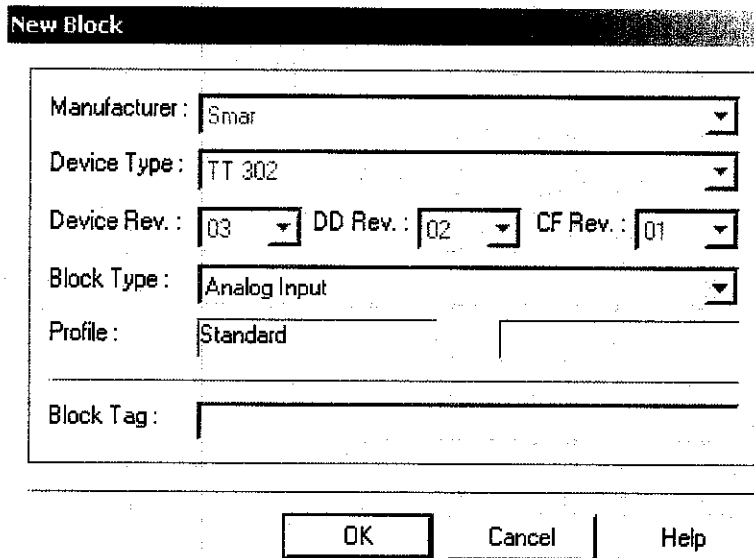 New Block
Manufacturer : Smar
Device Type : TT 302
Device Rev. : 03 DD Rev. : 02 CF Rev. : 01
Block Type : Analog Input
Profile : Standard
Block Tag :
OK Cancel Help